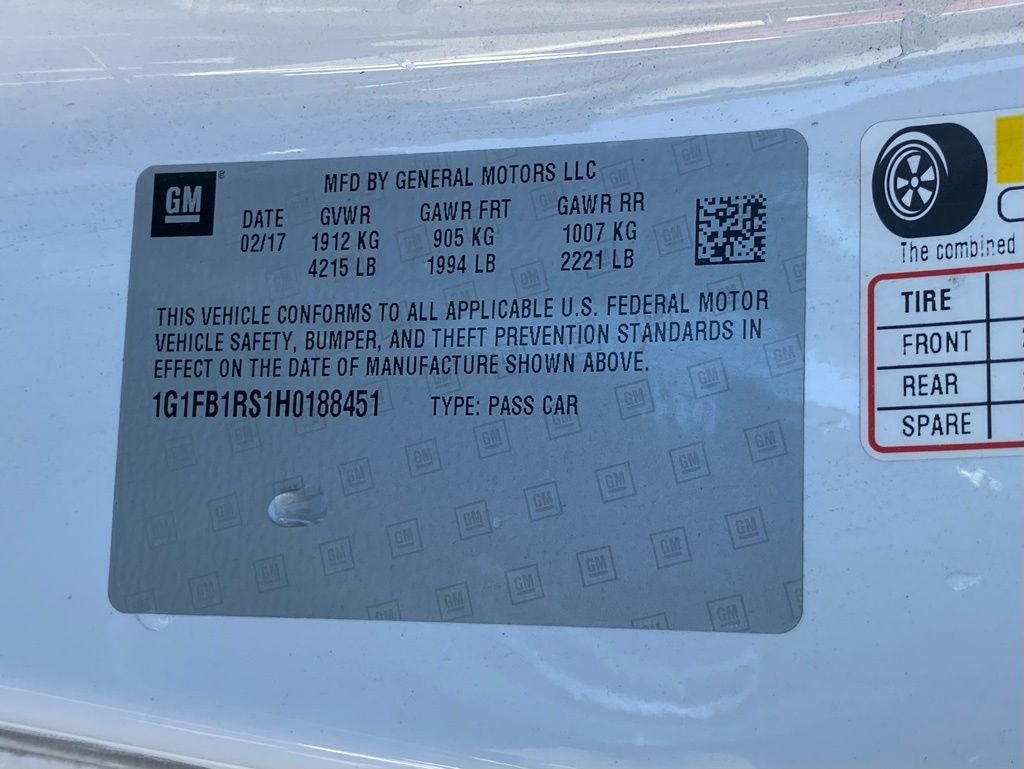 GM
MFD BY GENERAL MOTORS LLC
DATE GVWR GAWR FRT GAWR RR
02/17 1912 KG 905 KG 1007 KG
4215 LB 1994 LB 2221 LB
THIS VEHICLE CONFORMS TO ALL APPLICABLE U.S. FEDERAL MOTOR
VEHICLE SAFETY, BUMPER, AND THEFT PREVENTION STANDARDS IN
EFFECT ON THE DATE OF MANUFACTURE SHOWN ABOVE.
1G1FB1RS1H0188451 TYPE: PASS CAR
The combined
TIRE
FRONT
REAR
SPARE